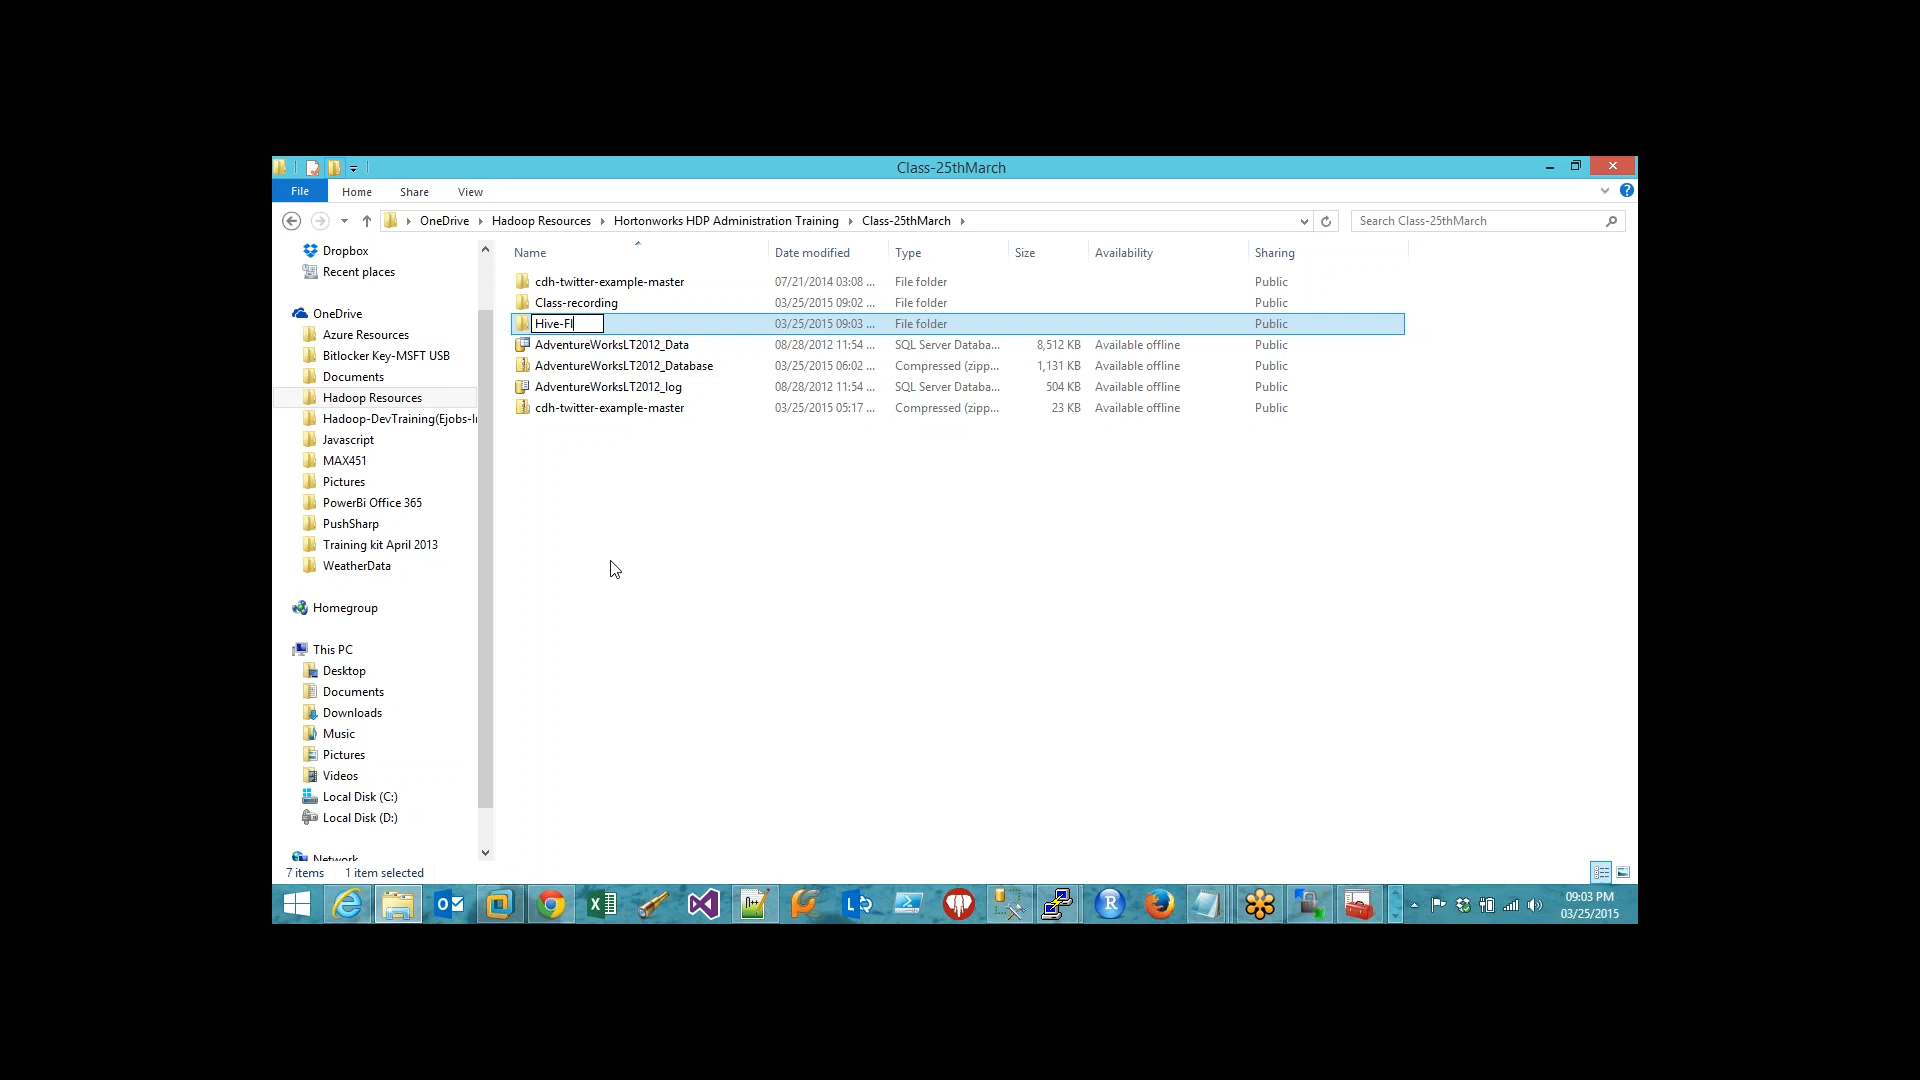 Class-25thMarch
File Home Share View
OneDrive Hadoop Resources Hortonworks HDP Administration Training Class-25thMarch Search Class-25thMarch
Dropbox
Recent places
OneDrive
Azure Resources
Bitlocker Key-MSFT USB
Documents
Hadoop Resources
Hadoop-DevTraining(Ejobs-I
Javascript
MAX451
Pictures
PowerBi Office 365
PushSharp
Training kit April 2013
WeatherData
Homegroup
This PC
Desktop
Documents
Downloads
Music
Pictures
Videos
Local Disk (C:)
Local Disk (D:)
Network
Name Date modified Type Size Availability Sharing
cdh-twitter-example-master 07/21/2014 03:08 ... File folder Public
Class-recording 03/25/2015 09:02 ... File folder Public
Hive-Fl 03/25/2015 09:03 ... File folder Public
AdventureWorksLT2012_Data 08/28/2012 11:54 ... SQL Server Databa... 8,512 KB Available offline Public
AdventureWorksLT2012_Database 03/25/2015 06:02 ... Compressed (zipp... 1,131 KB Available offline Public
AdventureWorksLT2012_log 08/28/2012 11:54 ... SQL Server Databa... 504 KB Available offline Public
cdh-twitter-example-master 03/25/2015 05:17 ... Compressed (zipp... 23 KB Available offline Public
7 items 1 item selected
09:03 PM
03/25/2015